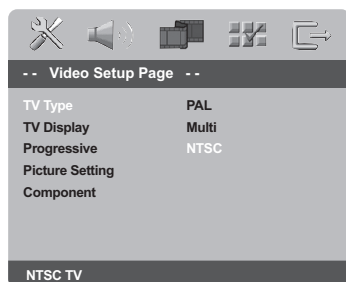 -- Video Setup Page --
TV Type PAL
TV Display Multi
Progressive NTSC
Picture Setting
Component
NTSC TV